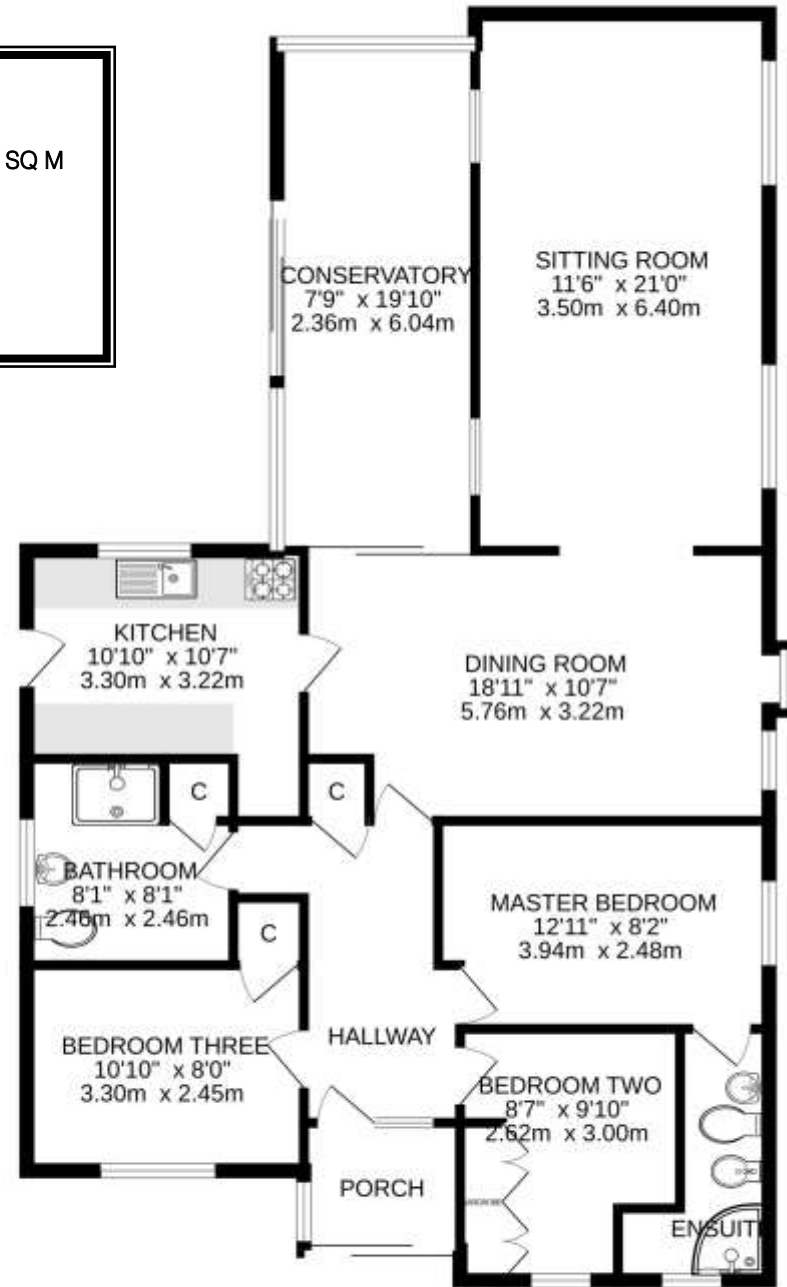 SQ M
CONSERVATORY
7'9" x 19'10"
2.36m x 6.04m
SITTING ROOM
11'6" x 21'0"
3.50m x 6.40m
KITCHEN
10'10" x 10'7"
3.30m x 3.22m
DINING ROOM
18'11" x 10'7"
5.76m x 3.22m
C
C
BATHROOM
8'1" x 8'1"
2.46m x 2.46m
MASTER BEDROOM
12'11" x 8'2"
3.94m x 2.48m
C
HALLWAY
BEDROOM THREE
10'10" x 8'0"
3.30m x 2.45m
BEDROOM TWO
8'7" x 9'10"
2.62m x 3.00m
PORCH
ENSUIT